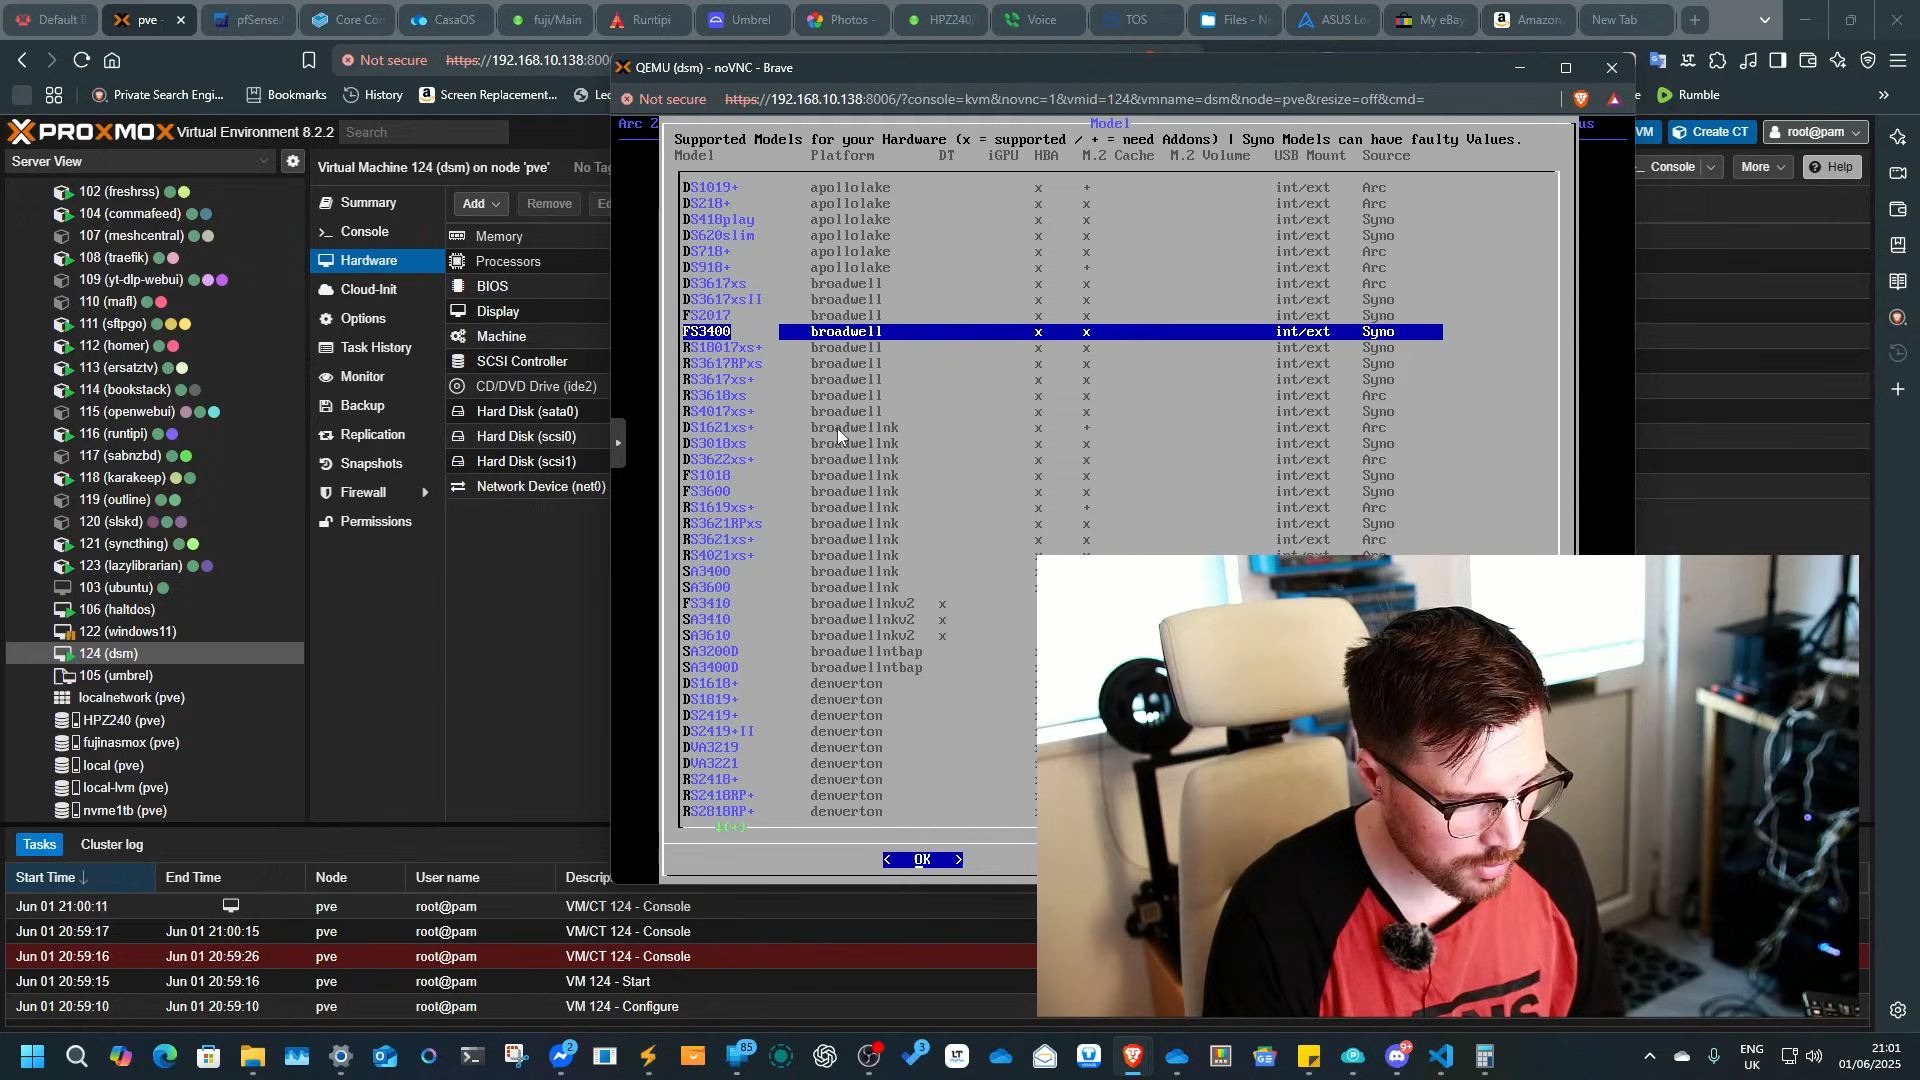 Default B
pve -
pfSense.
Core Co
CasaOS
fuji/Main
Runtipi
Umbrel
Photos -
HPZ240/
Voice
TOS
Files - Ne
ASUS Lo
My eBay
Amazon.
New Tab
Not secure
https://192.168.10.138:800
Private Search Engi...
Bookmarks
History
Screen Replacement...
Leo
Rumble
QEMU (dsm) - noVNC - Brave
Not secure
https://192.168.10.138:8006/?console=kvm&novnc=1&vmid=124&vmname=dsm&node=pve&resize=off&cmd=
PROXMOX Virtual Environment 8.2.2
Search
VM
Create CT
root@pam
Server View
Virtual Machine 124 (dsm) on node 'pve'
No Tag
Console
More
Help
102 (freshrss)
104 (commafeed)
107 (meshcentral)
108 (traefik)
109 (yt-dlp-webui)
110 (mafl)
111 (sftpgo)
112 (homer)
113 (ersatztv)
114 (bookstack)
115 (openwebui)
116 (runtipi)
117 (sabnzbd)
118 (karakeep)
119 (outline)
120 (slskd)
121 (syncthing)
123 (lazylibrarian)
103 (ubuntu)
106 (haltdos)
122 (windows11)
124 (dsm)
105 (umbrel)
localnetwork (pve)
HPZ240 (pve)
fujinasmox (pve)
local (pve)
local-lvm (pve)
nvme1tb (pve)
Summary
Console
Hardware
Cloud-Init
Options
Task History
Monitor
Backup
Replication
Snapshots
Firewall
Permissions
Add
Remove
Memory
Processors
BIOS
Display
Machine
SCSI Controller
CD/DVD Drive (ide2)
Hard Disk (sata0)
Hard Disk (scsi0)
Hard Disk (scsi1)
Network Device (net0)
Arc 2
Model
us
Supported Models for your Hardware (x = supported / + = need Addons) | Syno Models can have faulty Values.
Model Platform DT iGPU HBA M.2 Cache M.2 Volume USB Mount Source
DS1019+ apollolake x + int/ext Arc
DS218+ apollolake x x int/ext Arc
DS418play apollolake x x int/ext Syno
DS620slim apollolake x x int/ext Syno
DS718+ apollolake x x int/ext Arc
DS918+ apollolake x + int/ext Arc
DS3617xs broadwell x x int/ext Arc
DS3617xsII broadwell x x int/ext Syno
FS2017 broadwell x x int/ext Syno
FS3400 broadwell x x int/ext Syno
RS18017xs+ broadwell x x int/ext Syno
RS3617RPxs broadwell x x int/ext Syno
RS3617xs+ broadwell x x int/ext Syno
RS3618xs broadwell x x int/ext Arc
RS4017xs+ broadwell x x int/ext Syno
DS1621xs+ broadwellnk x + int/ext Arc
DS3018xs broadwellnk x x int/ext Syno
DS3622xs+ broadwellnk x x int/ext Arc
FS1018 broadwellnk x x int/ext Syno
FS3600 broadwellnk x x int/ext Syno
RS1619xs+ broadwellnk x + int/ext Arc
RS3621RPxs broadwellnk x x int/ext Syno
RS3621xs+ broadwellnk x x int/ext Arc
RS4021xs+ broadwellnk x x int/ext Arc
SA3400 broadwellnk
SA3600 broadwellnk
FS3410 broadwellnkv2 x
SA3410 broadwellnkv2 x
SA3610 broadwellnkv2 x
SA3200D broadwellntbap
SA3400D broadwellntbap
DS1618+ denverton
DS1819+ denverton
DS2419+ denverton
DS2419+II denverton
DVA3219 denverton
DVA3221 denverton
RS2418+ denverton
RS2418RP+ denverton
RS2818RP+ denverton
↓(+)
< OK >
Tasks
Cluster log
Start Time End Time Node User name Descrip
Jun 01 21:00:11 pve root@pam VM/CT 124 - Console
Jun 01 20:59:17 Jun 01 21:00:15 pve root@pam VM/CT 124 - Console
Jun 01 20:59:16 Jun 01 20:59:26 pve root@pam VM/CT 124 - Console
Jun 01 20:59:15 Jun 01 20:59:16 pve root@pam VM 124 - Start
Jun 01 20:59:10 Jun 01 20:59:10 pve root@pam VM 124 - Configure
2
85
3
9+
ENG
UK
21:01
01/06/2025